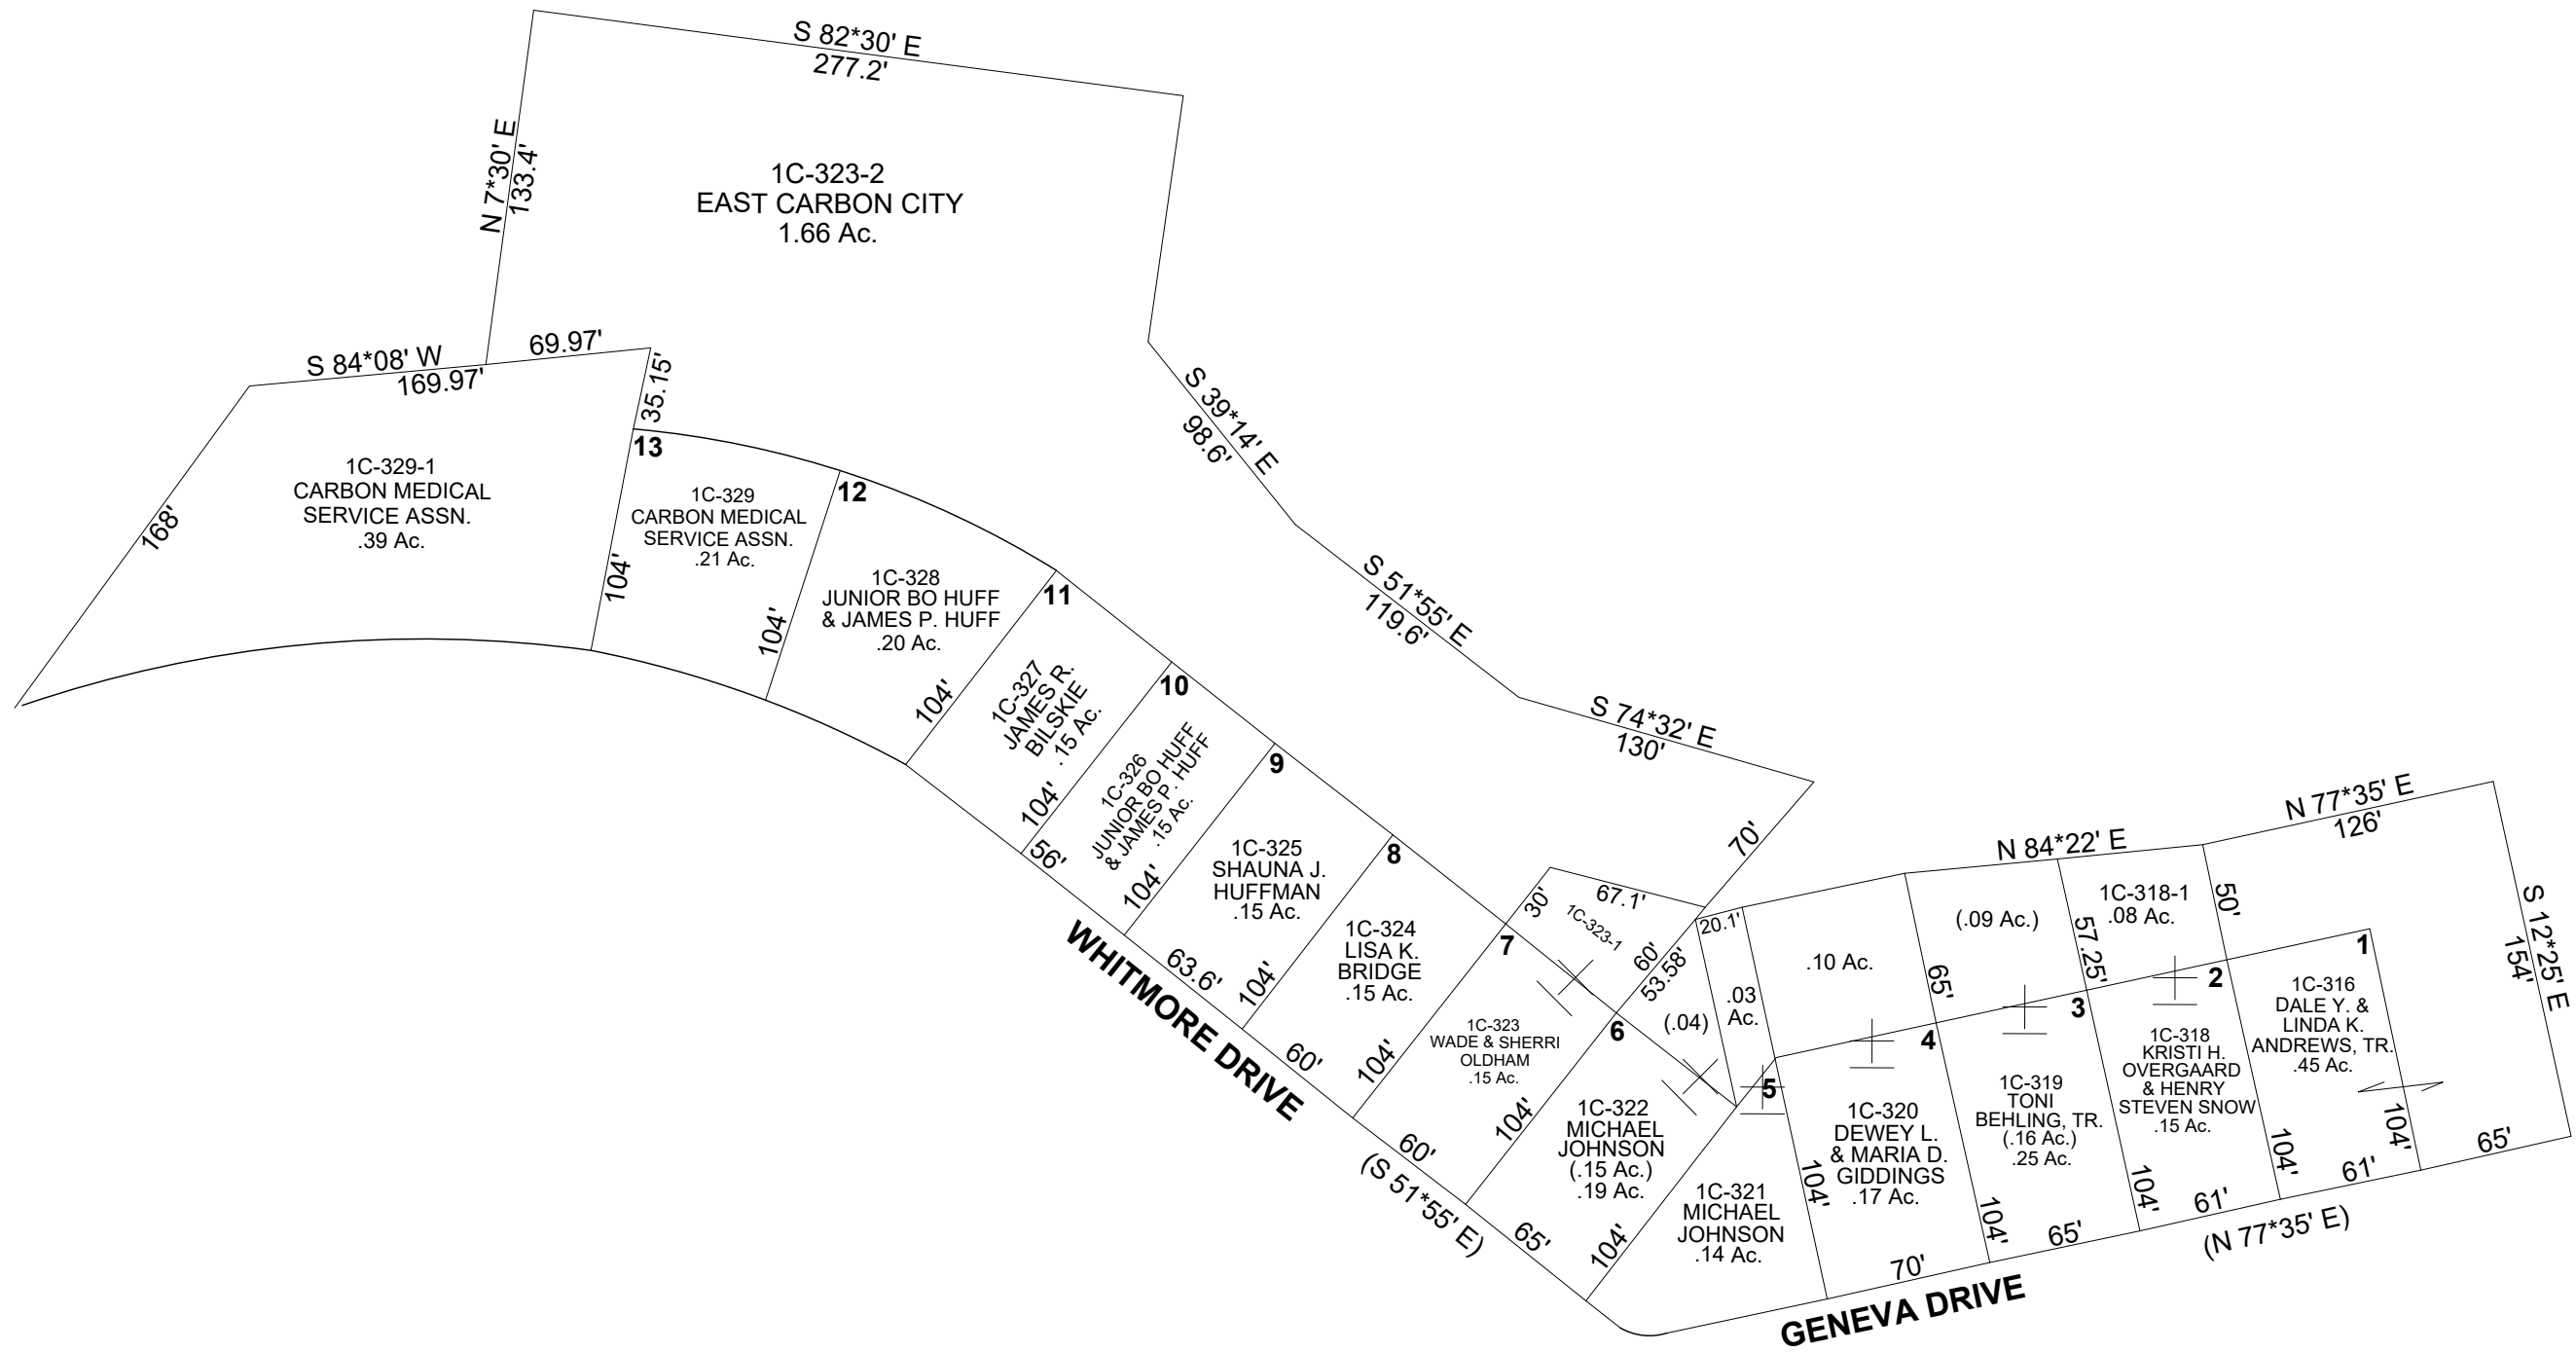 S 82*30' E
277.2'
N 7*30' E
133.4'
1C-323-2
EAST CARBON CITY
1.66 Ac.
S 84*08' W
169.97'
69.97'
35.15'
S 39*14' E
98.6'
1C-329-1
CARBON MEDICAL
SERVICE ASSN.
.39 Ac.
168'
13
1C-329
CARBON MEDICAL
SERVICE ASSN.
.21 Ac.
104'
12
1C-328
JUNIOR BO HUFF
& JAMES P. HUFF
.20 Ac.
104'
11
1C-327
JAMES R.
BILSKIE
.15 Ac.
104'
10
1C-326
JUNIOR BO HUFF
& JAMES P. HUFF
.15 Ac.
104'
56'
9
1C-325
SHAUNA J.
HUFFMAN
.15 Ac.
104'
63.6'
8
1C-324
LISA K.
BRIDGE
.15 Ac.
104'
60'
S 51*55' E
119.6'
S 74*32' E
130'
70'
30'
67.1'
1C-323-1
60'
53.58'
7
1C-323
WADE & SHERRI
OLDHAM
.15 Ac.
104'
60'
6
(.04)
20.1'
.03
Ac.
1C-322
MICHAEL
JOHNSON
(.15 Ac.)
.19 Ac.
104'
65'
5
1C-321
MICHAEL
JOHNSON
.14 Ac.
104'
.10 Ac.
4
1C-320
DEWEY L.
& MARIA D.
GIDDINGS
.17 Ac.
104'
70'
N 84*22' E
(.09 Ac.)
65'
3
1C-319
TONI
BEHLING, TR.
(.16 Ac.)
.25 Ac.
104'
65'
1C-318-1
.08 Ac.
57.25'
50'
2
1C-318
KRISTI H.
OVERGAARD
& HENRY
STEVEN SNOW
.15 Ac.
104'
61'
N 77*35' E
126'
1
1C-316
DALE Y. &
LINDA K.
ANDREWS, TR.
.45 Ac.
104'
104'
61'
65'
S 12*25' E
154'
WHITMORE DRIVE
(S 51*55' E)
GENEVA DRIVE
(N 77*35' E)